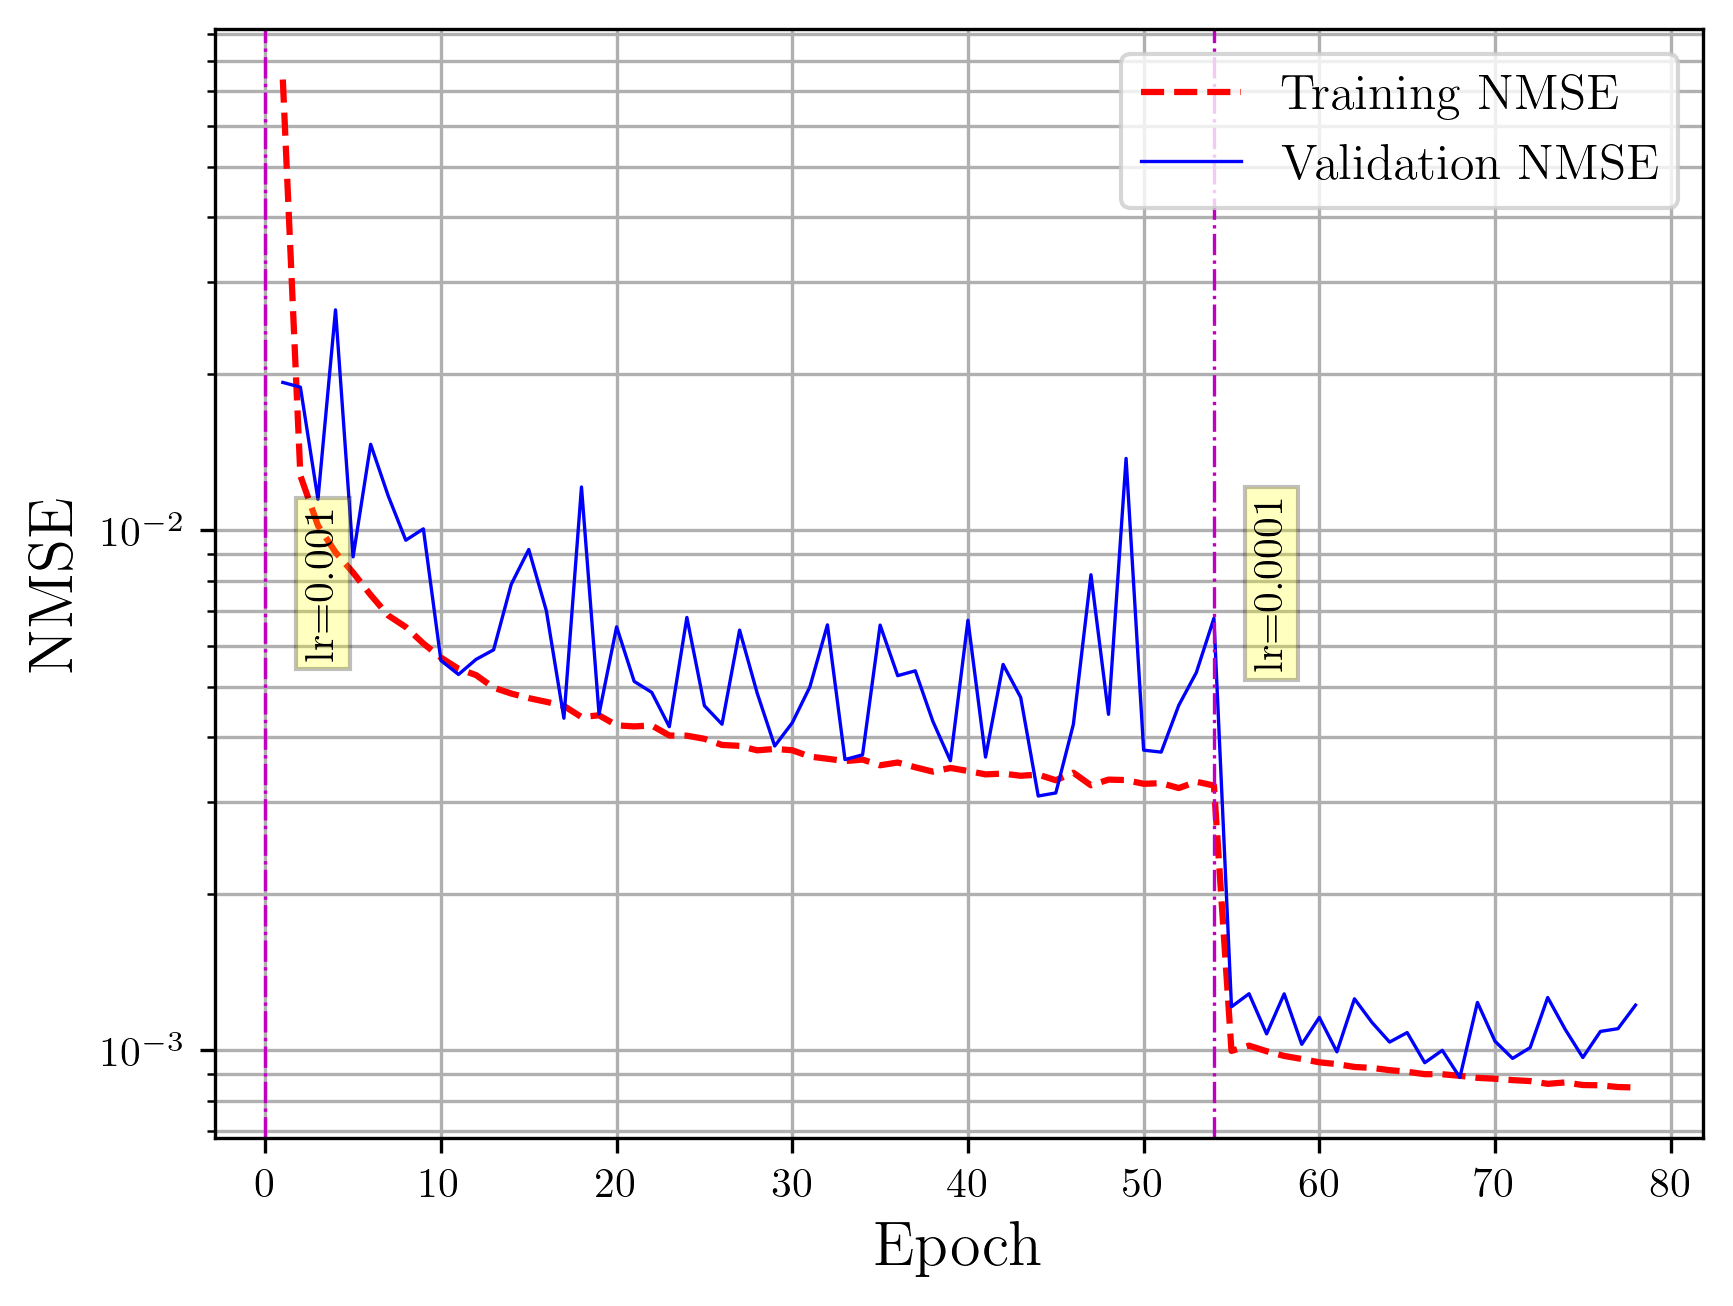 Training NMSE
Validation NMSE
NMSE
10⁻²
10⁻³
lr=0.001
lr=0.0001
0 10 20 30 40 50 60 70 80
Epoch